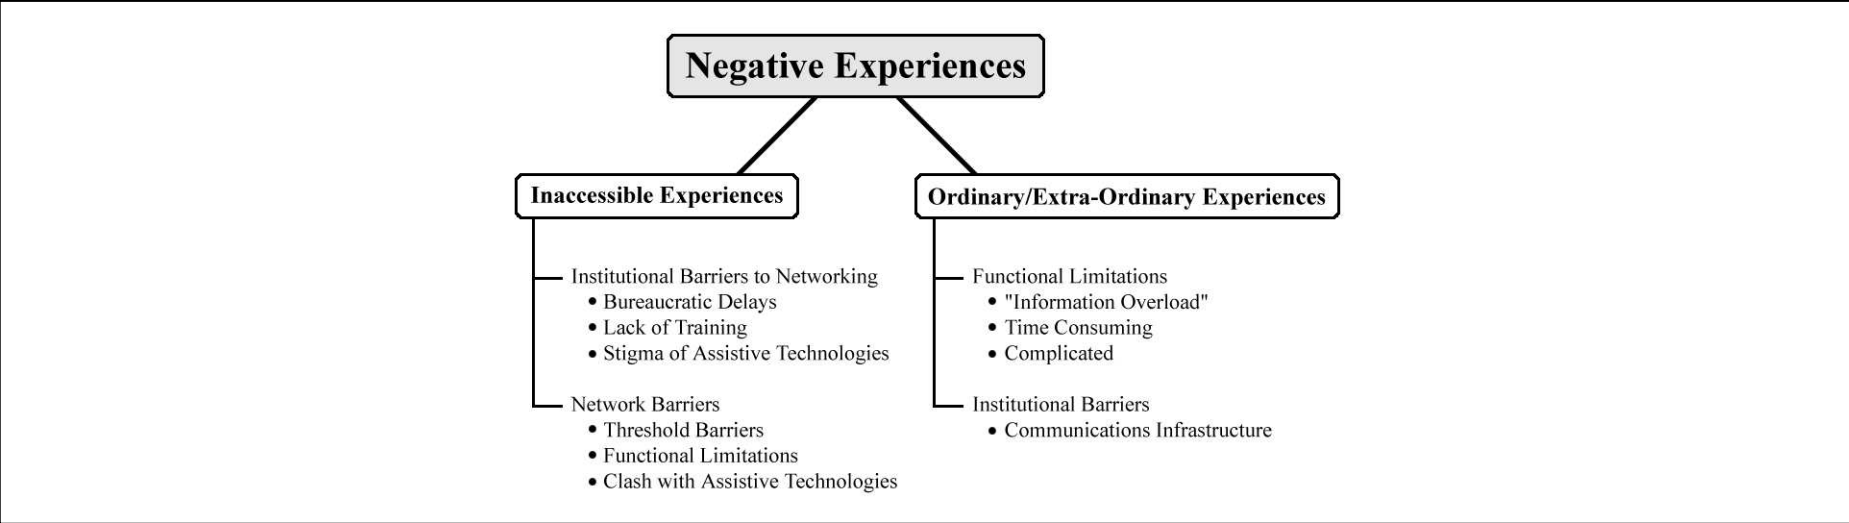 Negative Experiences
Inaccessible Experiences
Institutional Barriers to Networking
• Bureaucratic Delays
• Lack of Training
• Stigma of Assistive Technologies
Network Barriers
• Threshold Barriers
• Functional Limitations
• Clash with Assistive Technologies
Ordinary/Extra-Ordinary Experiences
Functional Limitations
• "Information Overload"
• Time Consuming
• Complicated
Institutional Barriers
• Communications Infrastructure